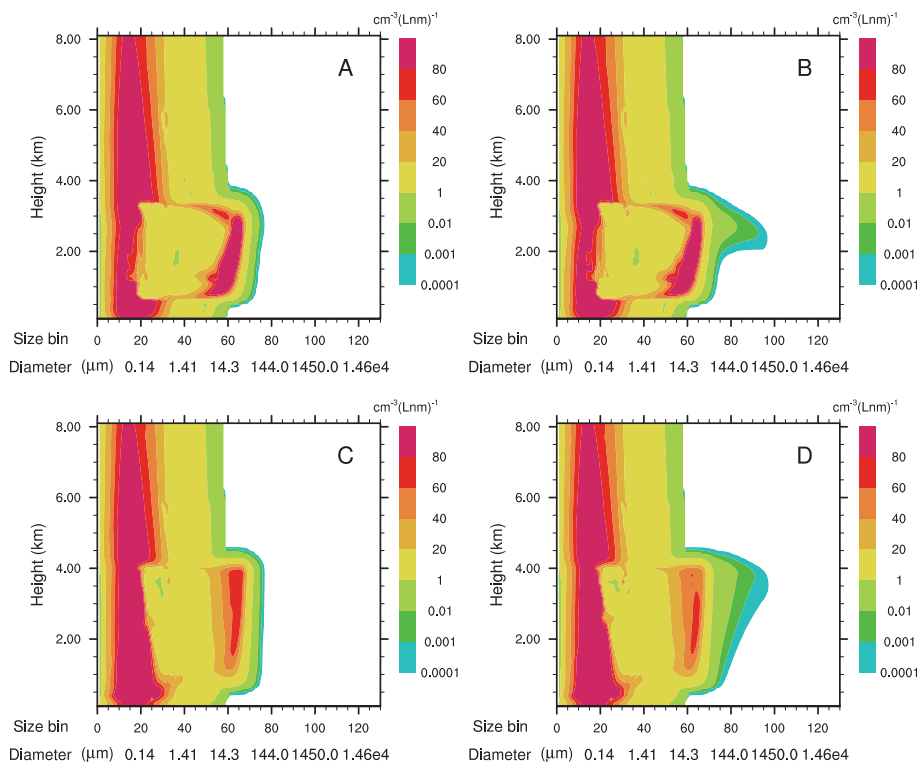 cm⁻³(Lnm)⁻¹ cm⁻³(Lnm)⁻¹
8.00 A 80 8.00 B 80
6.00 60 6.00 60
40 40
Height (km) 4.00 20 Height (km) 4.00 20
1 1
2.00 0.01 2.00 0.01
0.001 0.001
0.0001 0.0001
Size bin 0 20 40 60 80 100 120 Size bin 0 20 40 60 80 100 120
Diameter (μm) 0.14 1.41 14.3 144.0 1450.0 1.46e4 Diameter (μm) 0.14 1.41 14.3 144.0 1450.0 1.46e4
cm⁻³(Lnm)⁻¹ cm⁻³(Lnm)⁻¹
8.00 C 80 8.00 D 80
6.00 60 6.00 60
40 40
Height (km) 4.00 20 Height (km) 4.00 20
1 1
2.00 0.01 2.00 0.01
0.001 0.001
0.0001 0.0001
Size bin 0 20 40 60 80 100 120 Size bin 0 20 40 60 80 100 120
Diameter (μm) 0.14 1.41 14.3 144.0 1450.0 1.46e4 Diameter (μm) 0.14 1.41 14.3 144.0 1450.0 1.46e4